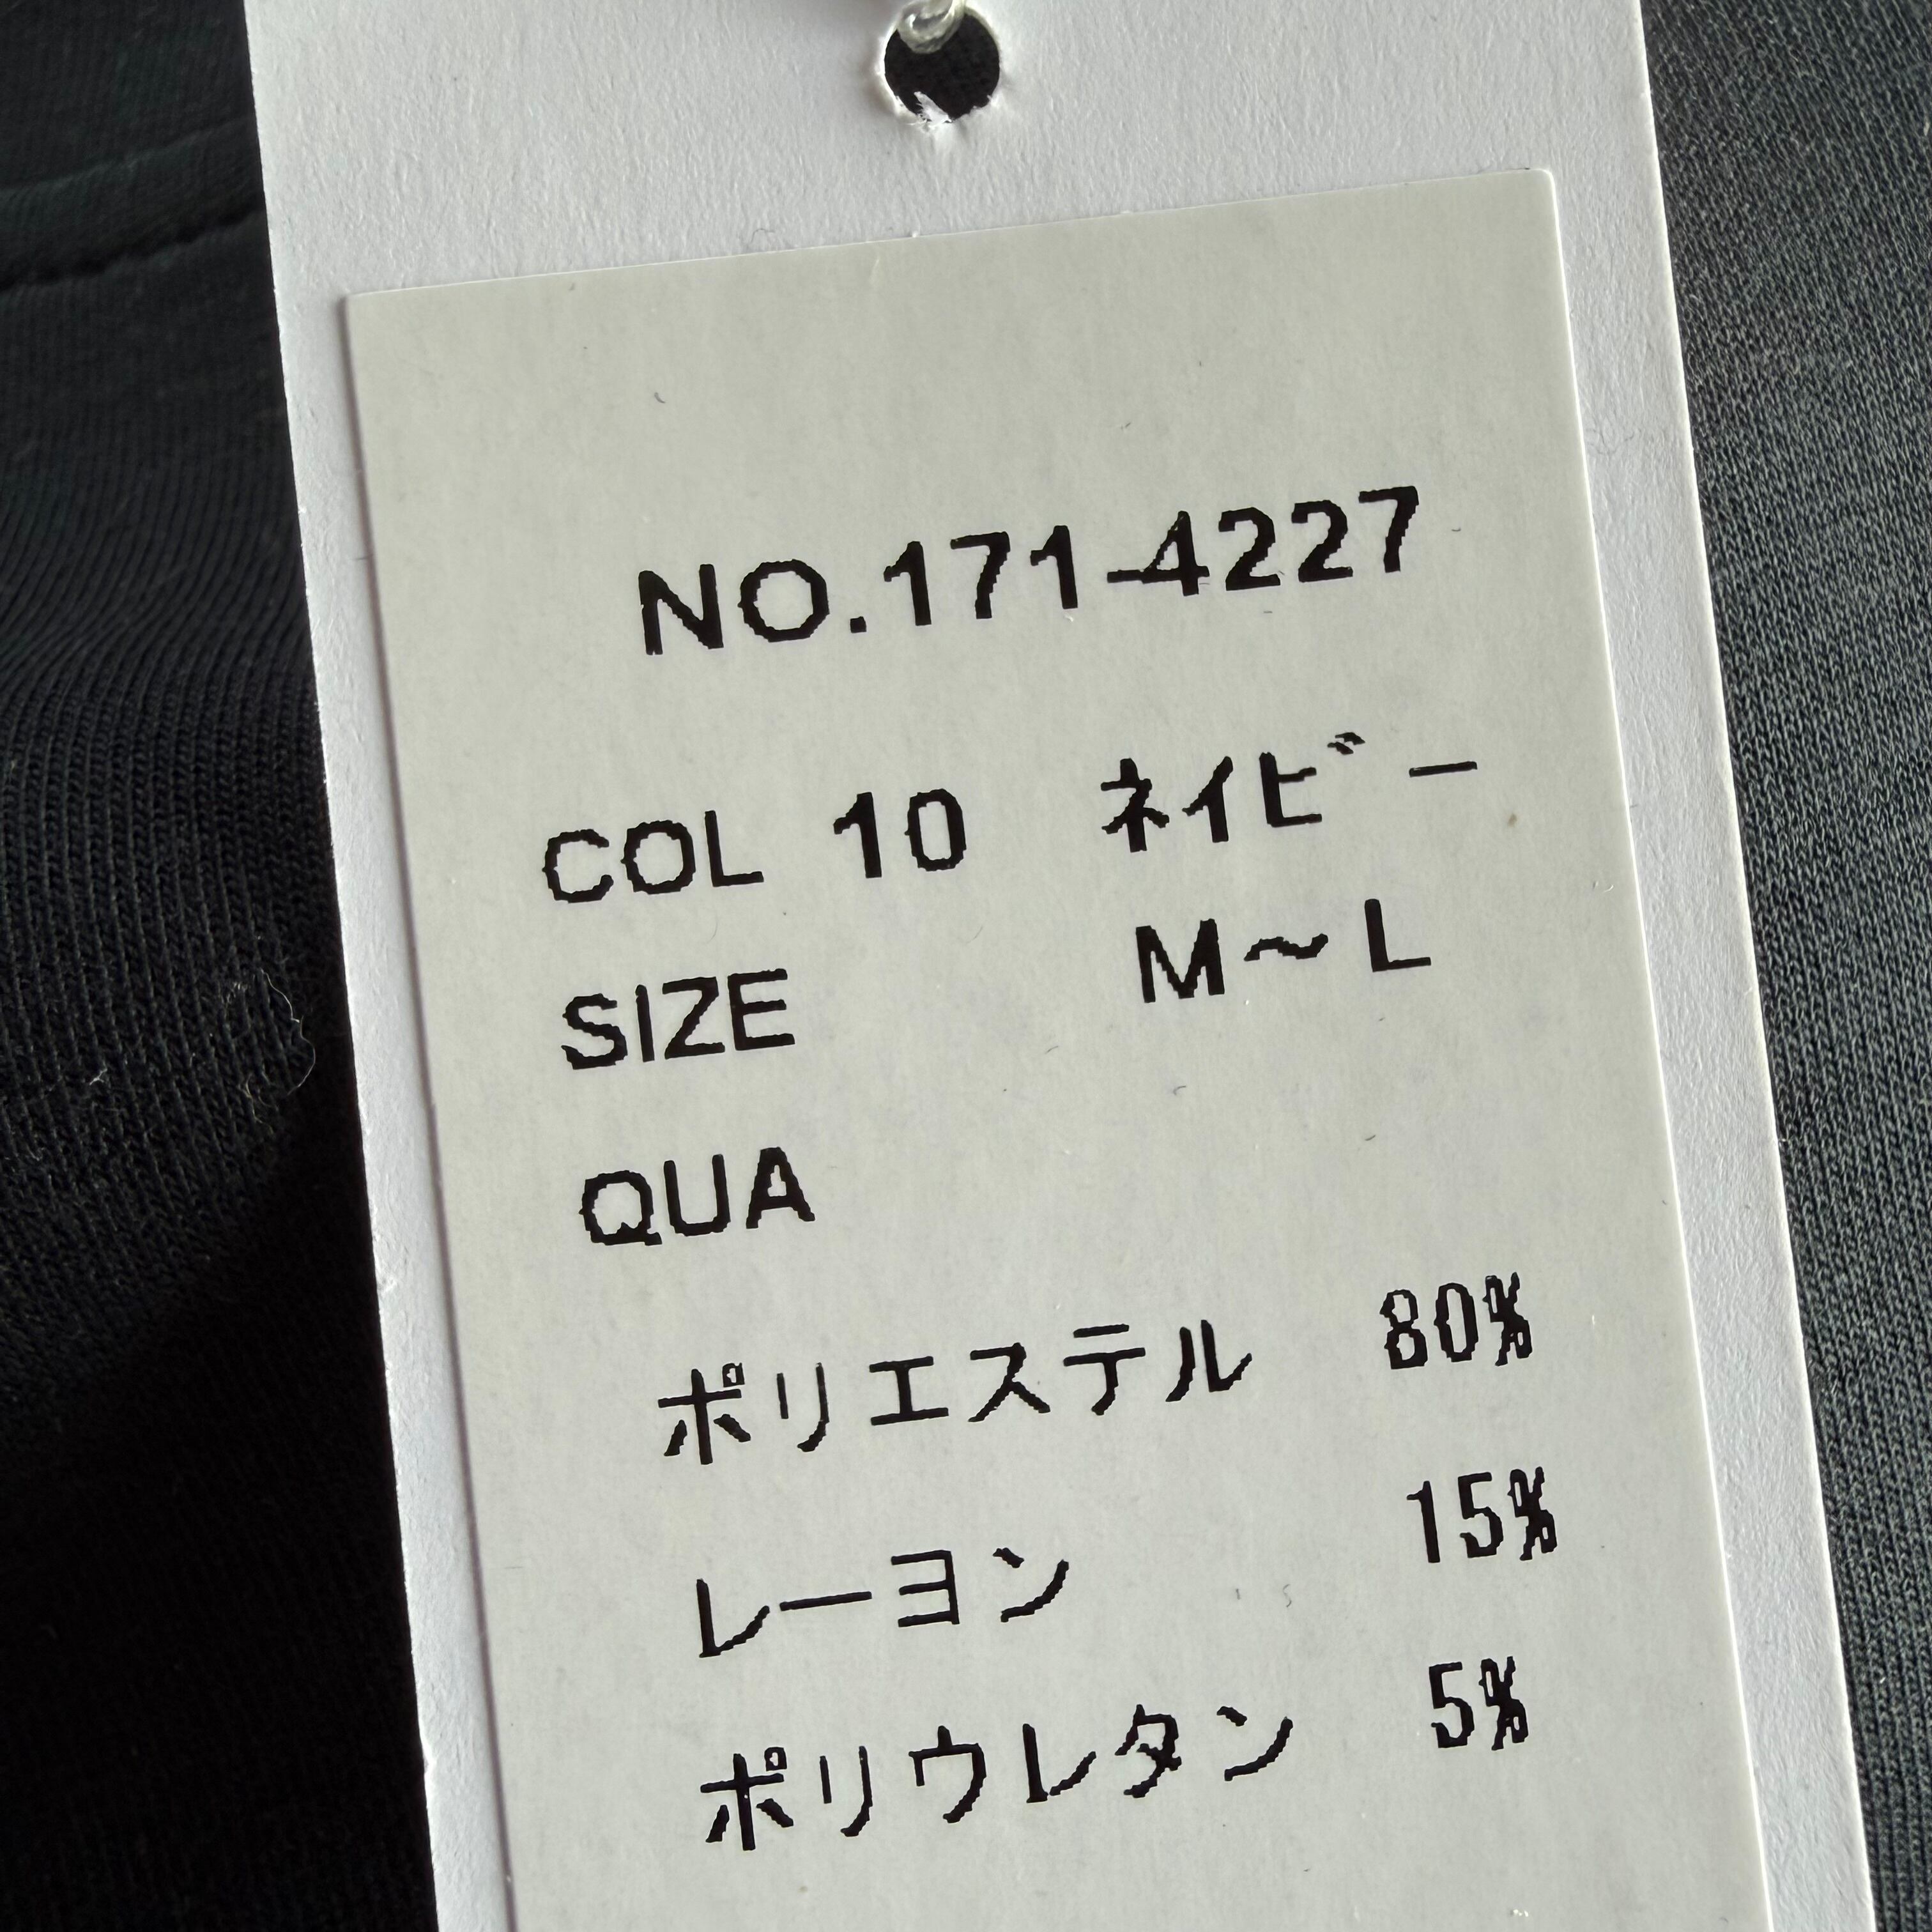 NO.171-4227
COL 10 ネイビー
SIZE M～L
QUA
ポリエステル 80%
レーヨン 15%
ポリウレタン 5%